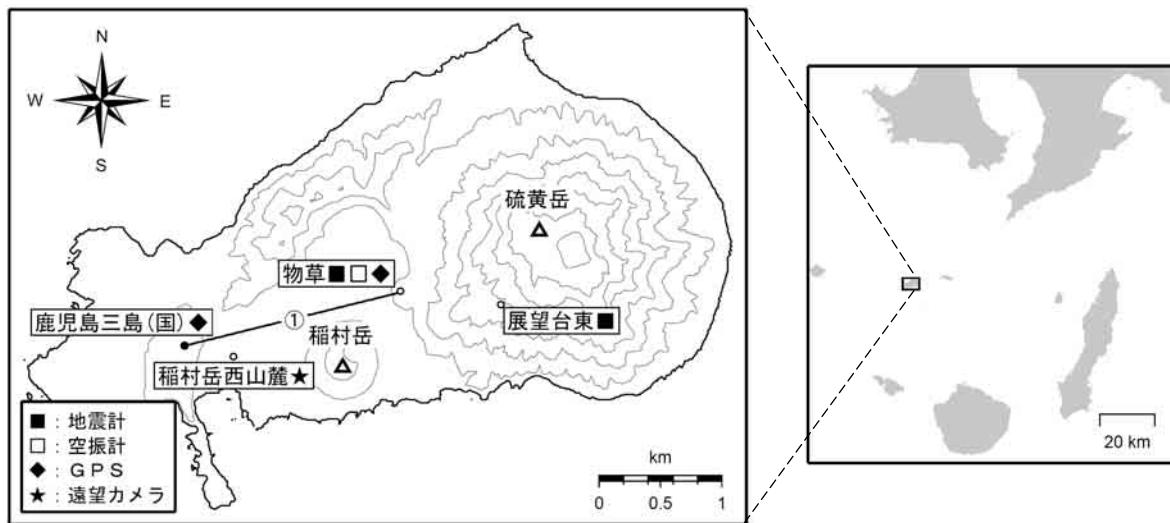 N
W
E
S
硫黄岳
物草■□◆
鹿児島三島(国)◆
①
展望台東■
稲村岳
稲村岳西山麓★
■:地震計
□:空振計
◆:GPS
★:遠望カメラ
km
0 0.5 1
20 km